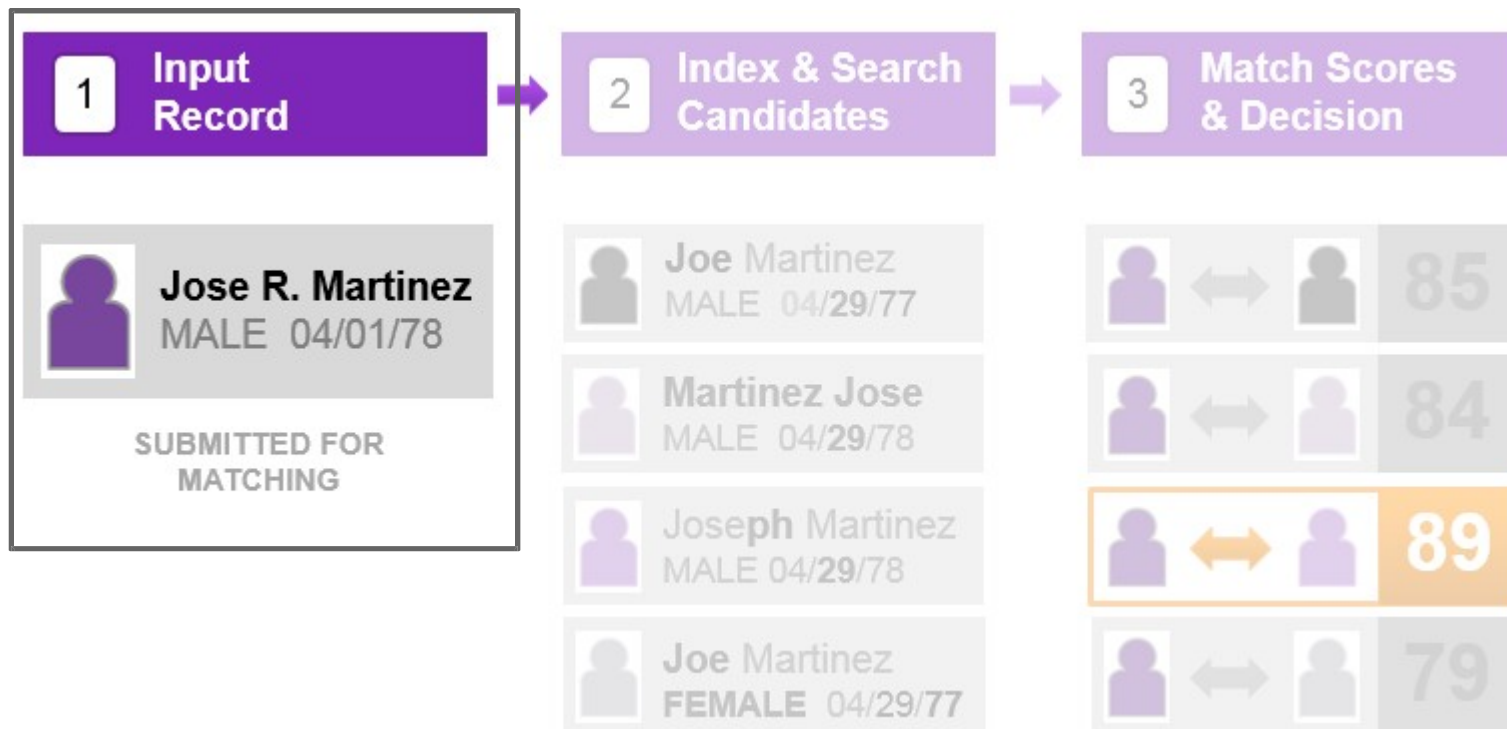 1
Input
Record
2
Index & Search
Candidates
3
Match Scores
& Decision
Jose R. Martinez
MALE 04/01/78
SUBMITTED FOR
MATCHING
Joe Martinez
MALE 04/29/77
85
Martinez Jose
MALE 04/29/78
84
Joseph Martinez
MALE 04/29/78
89
Joe Martinez
FEMALE 04/29/77
79